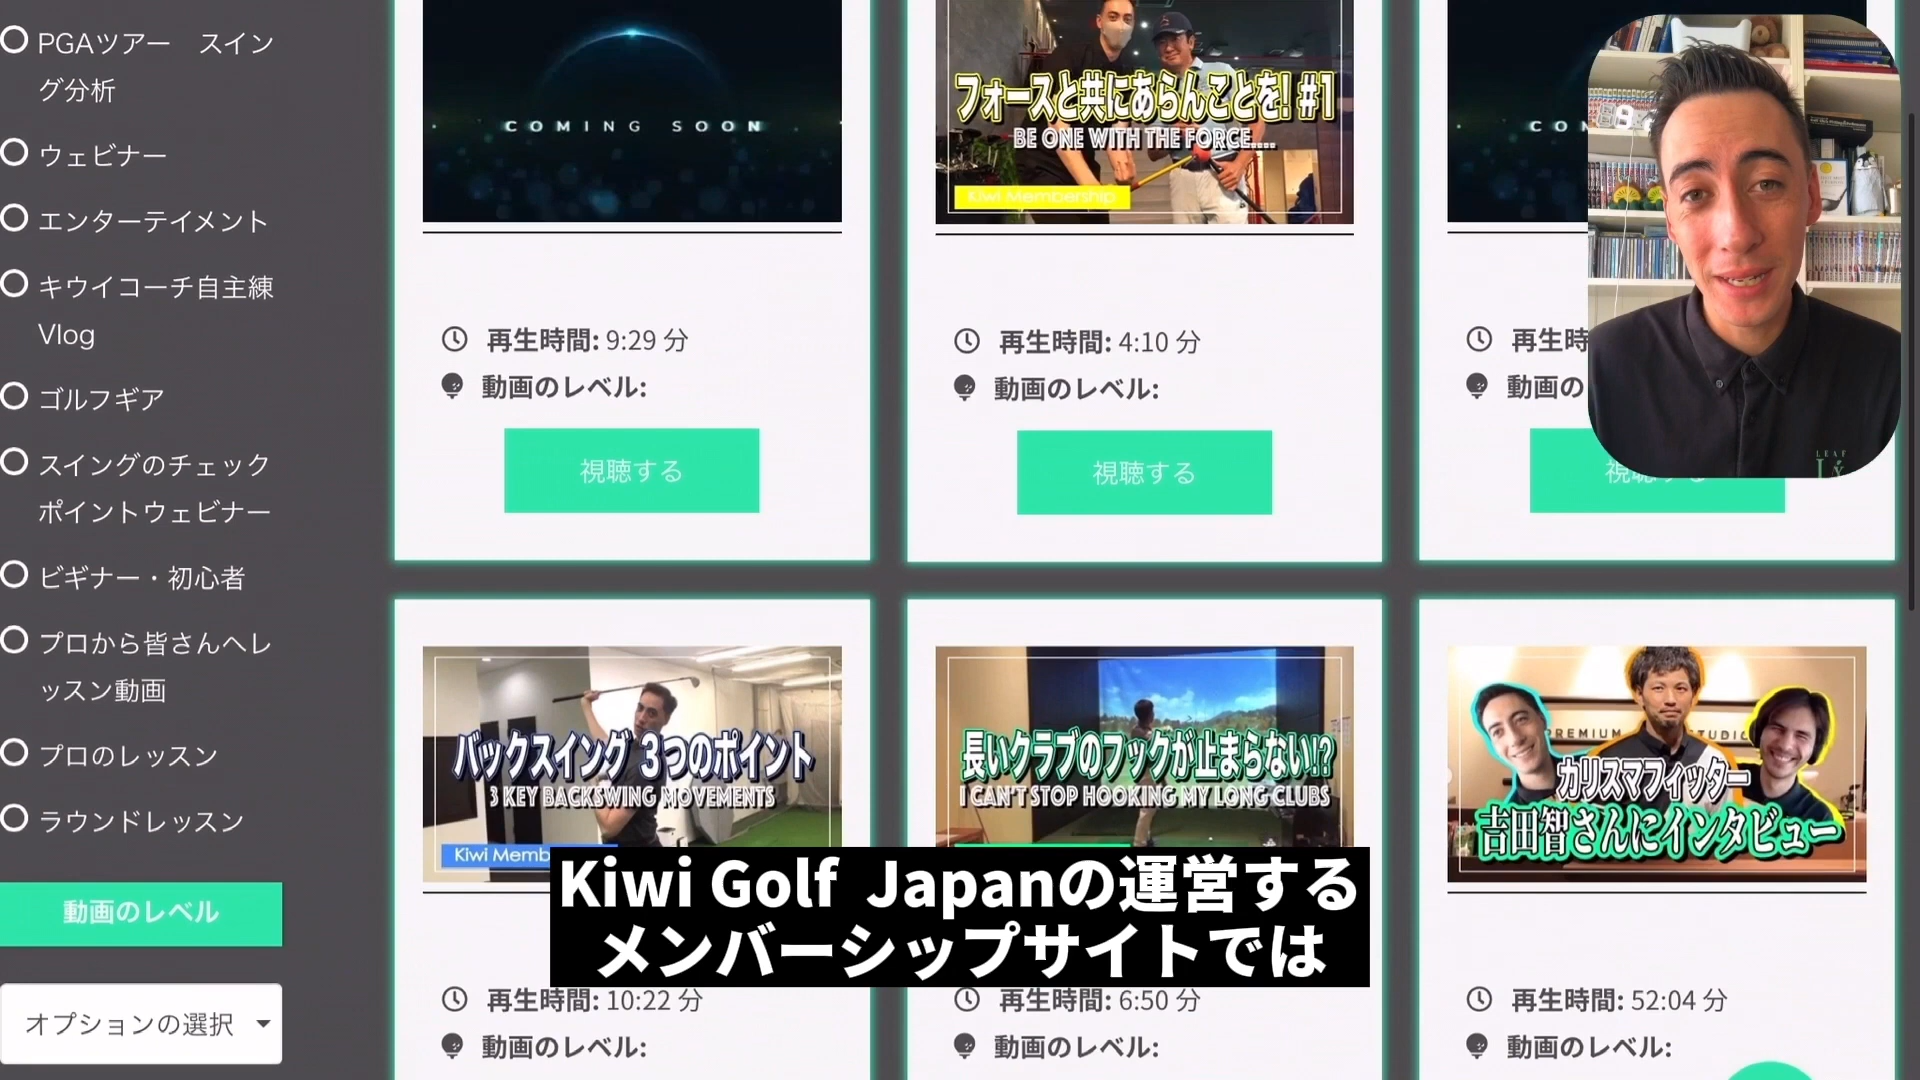 PGAツアー　スイン
グ分析
ウェビナー
エンターテイメント
キウイコーチ自主練
Vlog
ゴルフギア
スイングのチェック
ポイントウェビナー
ビギナー・初心者
プロから皆さんへレ
ッスン動画
プロのレッスン
ラウンドレッスン
動画のレベル
オプションの選択
COMING SOON
再生時間: 9:29 分
動画のレベル:
視聴する
フォースと共にあらんことを! #1
BE ONE WITH THE FORCE....
Kiwi Membership
再生時間: 4:10 分
動画のレベル:
視聴する
CO
再生時
動画の
LEAF
バックスイング 3つのポイント
3 KEY BACKSWING MOVEMENTS
Kiwi Memb
再生時間: 10:22 分
動画のレベル:
長いクラブのフックが止まらない!?
I CAN'T STOP HOOKING MY LONG CLUBS
再生時間: 6:50 分
動画のレベル:
PREMIUM STUDIO
カリスマフィッター
吉田智さんにインタビュー
再生時間: 52:04 分
動画のレベル:
Kiwi Golf Japanの運営する
メンバーシップサイトでは